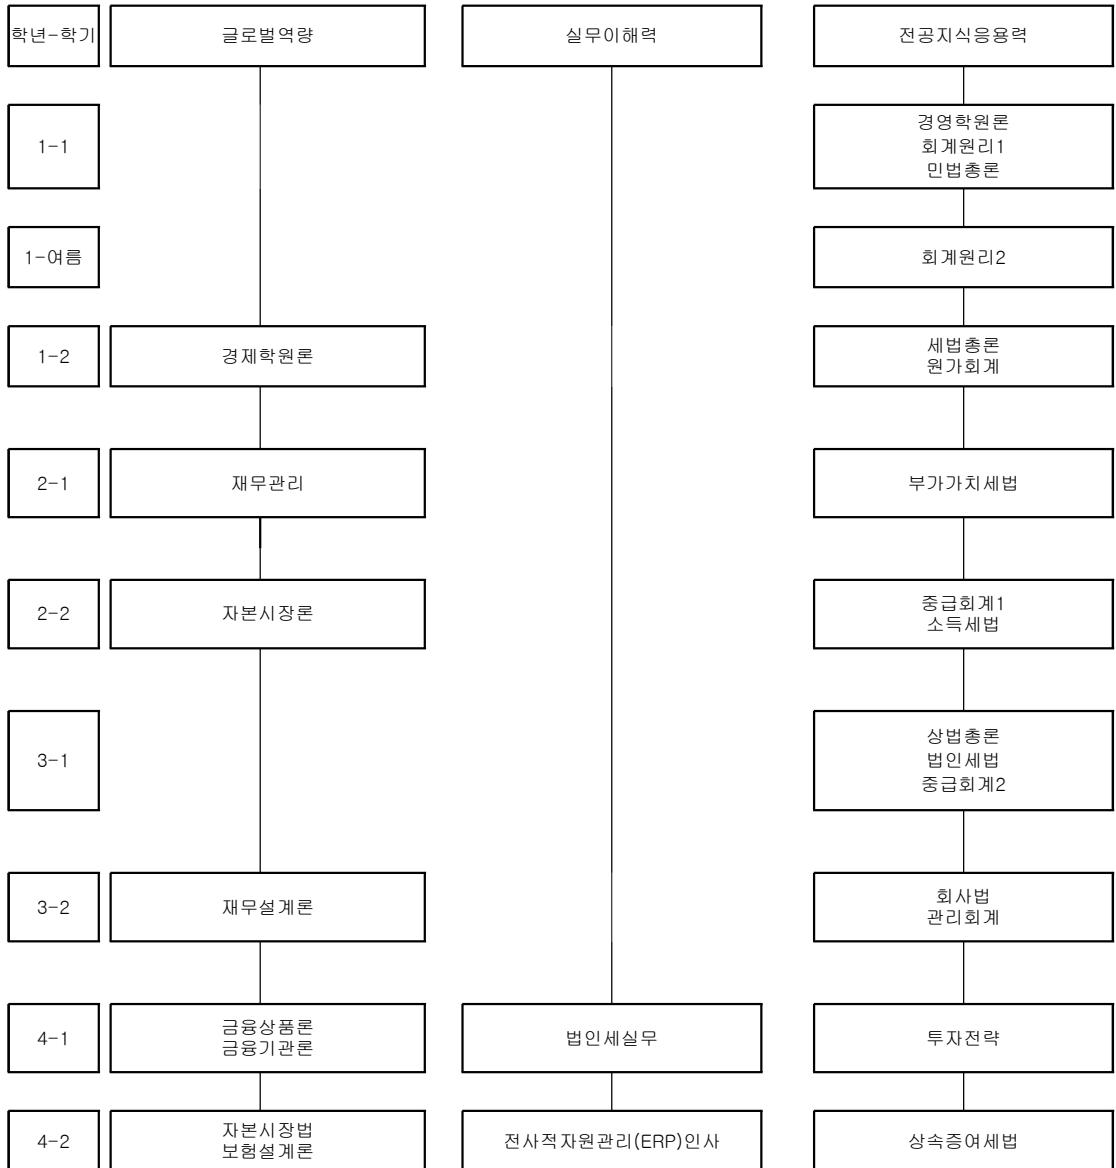 학년-학기
글로벌역량
실무이해력
전공지식응용력
1-1
경영학원론
회계원리1
민법총론
1-여름
회계원리2
1-2
경제학원론
세법총론
원가회계
2-1
재무관리
부가가치세법
2-2
자본시장론
중급회계1
소득세법
3-1
상법총론
법인세법
중급회계2
3-2
재무설계론
회사법
관리회계
4-1
금융상품론
금융기관론
법인세실무
투자전략
4-2
자본시장법
보험설계론
전사적자원관리(ERP)인사
상속증여세법